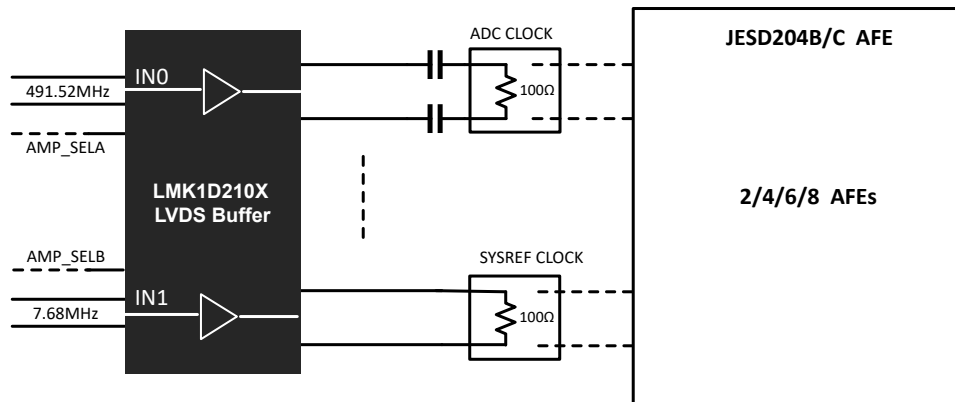 ADC CLOCK
JESD204B/C AFE
IN0
491.52MHz
100Ω
AMP_SELA
LMK1D210X
LVDS Buffer
2/4/6/8 AFEs
AMP_SELB
SYSREF CLOCK
IN1
7.68MHz
100Ω